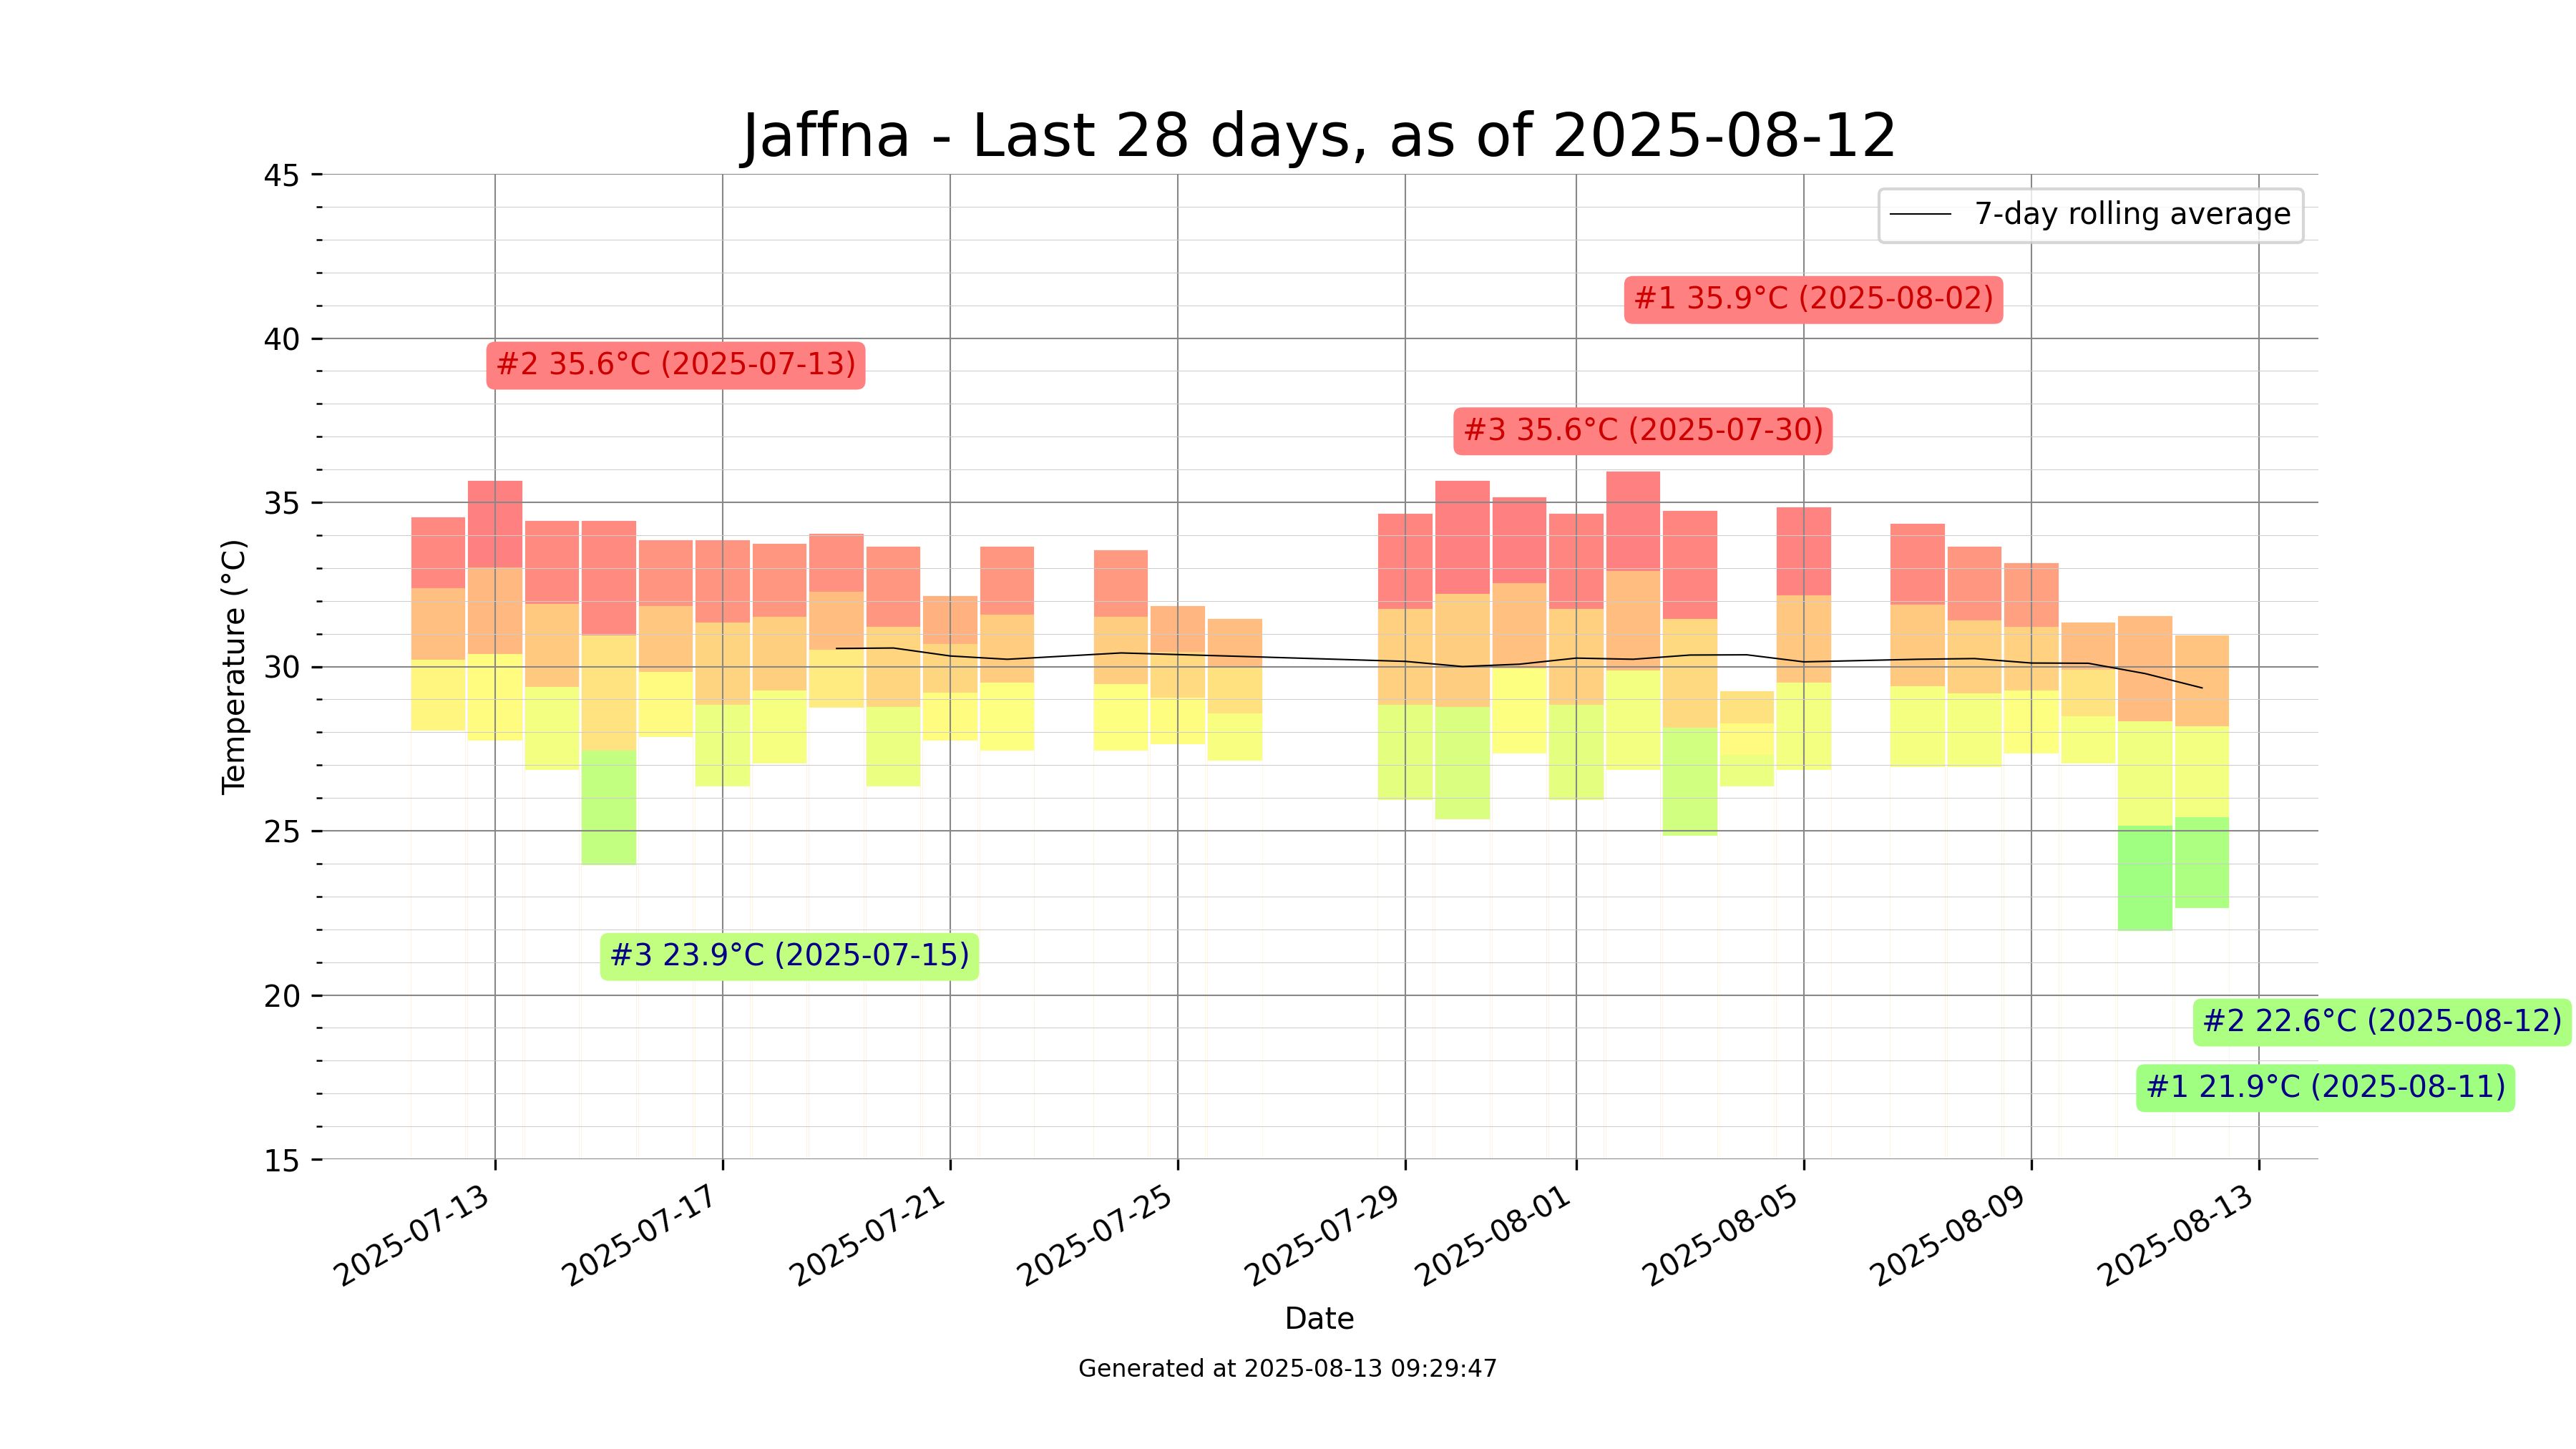 Jaffna - Last 28 days, as of 2025-08-12
45
40
35
30
25
20
15
Temperature (°C)
7-day rolling average
#1 35.9°C (2025-08-02)
#2 35.6°C (2025-07-13)
#3 35.6°C (2025-07-30)
#3 23.9°C (2025-07-15)
#2 22.6°C (2025-08-12)
#1 21.9°C (2025-08-11)
2025-07-13
2025-07-17
2025-07-21
2025-07-25
2025-07-29
2025-08-01
2025-08-05
2025-08-09
2025-08-13
Date
Generated at 2025-08-13 09:29:47